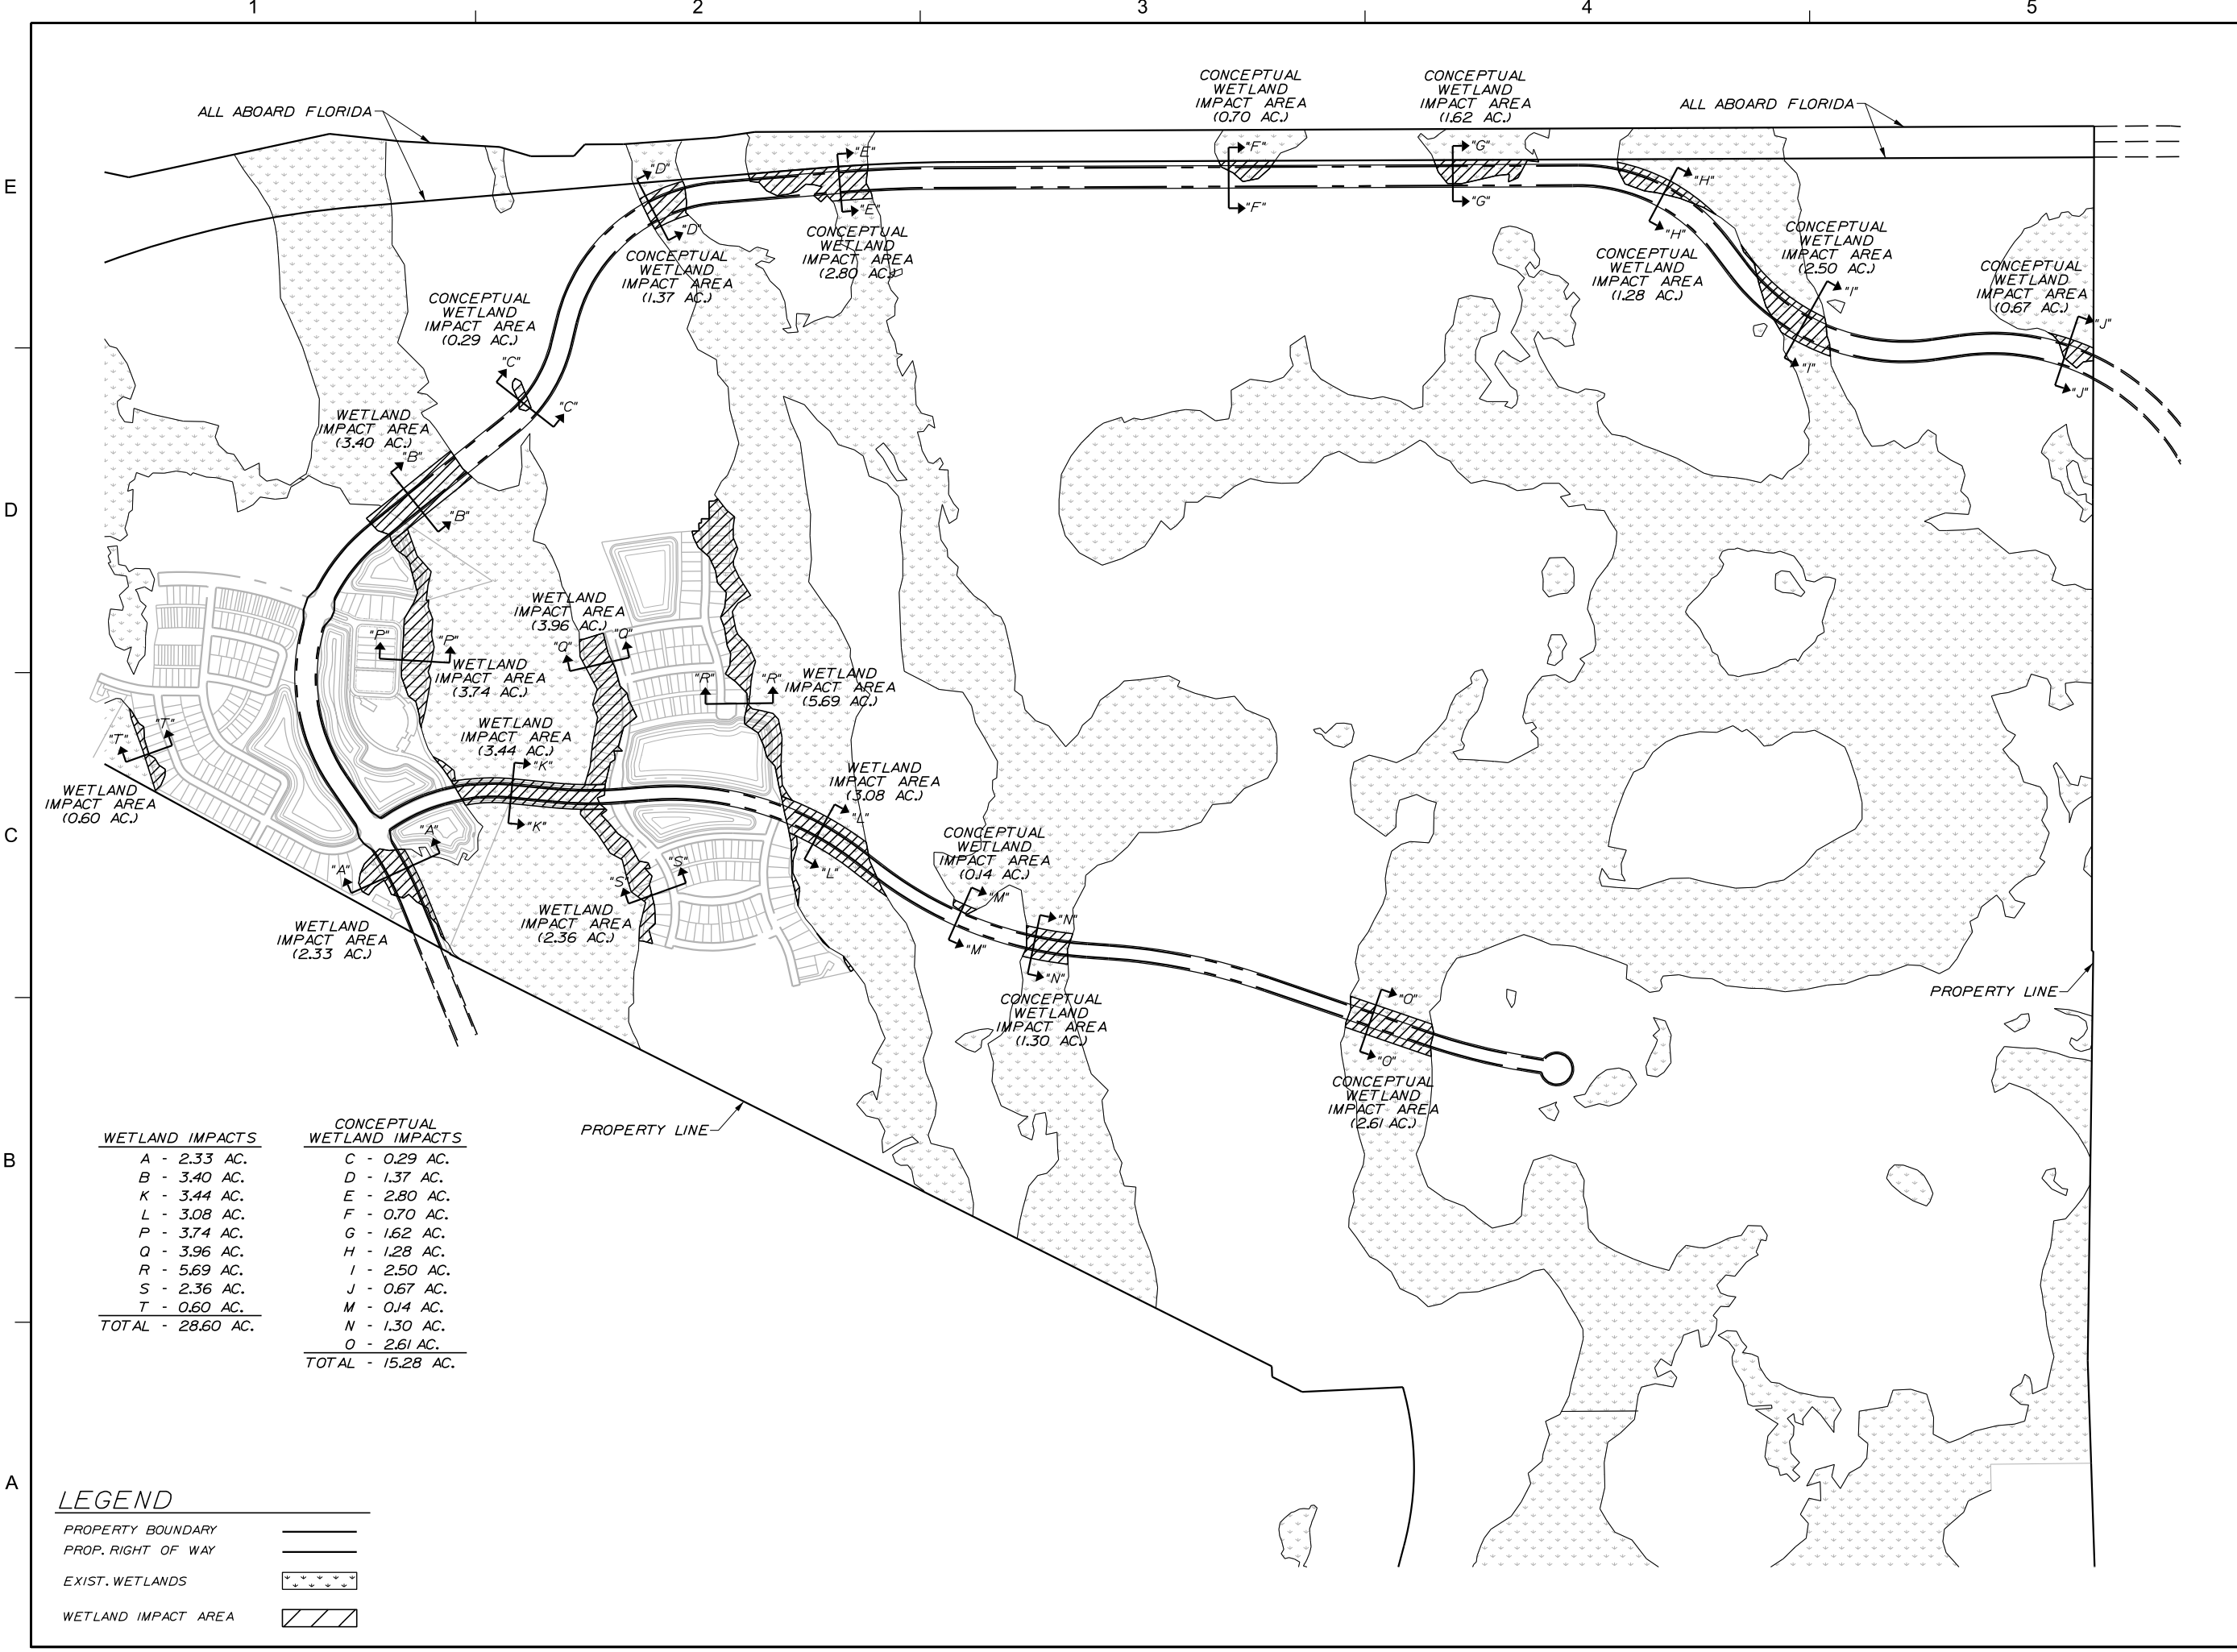 1 2 3 4 5
E
D
C
B
A
ALL ABOARD FLORIDA
CONCEPTUAL
WETLAND
IMPACT AREA
(0.70 AC.)
"F"
"F"
CONCEPTUAL
WETLAND
IMPACT AREA
(1.62 AC.)
"G"
"G"
ALL ABOARD FLORIDA
"D"
"D"
CONCEPTUAL
WETLAND
IMPACT AREA
(1.37 AC.)
"E"
"E"
CONCEPTUAL
WETLAND
IMPACT AREA
(2.80 AC.)
"H"
"H"
CONCEPTUAL
WETLAND
IMPACT AREA
(1.28 AC.)
CONCEPTUAL
WETLAND
IMPACT AREA
(2.50 AC.)
"I"
"I"
CONCEPTUAL
WETLAND
IMPACT AREA
(0.67 AC.)
"J"
"J"
CONCEPTUAL
WETLAND
IMPACT AREA
(0.29 AC.)
"C"
"C"
WETLAND
IMPACT AREA
(3.40 AC.)
"B"
"B"
WETLAND
IMPACT AREA
(3.96 AC.)
"Q"
"Q"
"P"
"P"
WETLAND
IMPACT AREA
(3.74 AC.)
"R"
"R"
WETLAND
IMPACT AREA
(5.69 AC.)
"T"
"T"
WETLAND
IMPACT AREA
(0.60 AC.)
WETLAND
IMPACT AREA
(3.44 AC.)
"K"
"K"
WETLAND
IMPACT AREA
(3.08 AC.)
"L"
"L"
"A"
"A"
WETLAND
IMPACT AREA
(2.33 AC.)
"S"
"S"
WETLAND
IMPACT AREA
(2.36 AC.)
CONCEPTUAL
WETLAND
IMPACT AREA
(0.14 AC.)
"M"
"M"
"N"
"N"
CONCEPTUAL
WETLAND
IMPACT AREA
(1.30 AC.)
"O"
"O"
CONCEPTUAL
WETLAND
IMPACT AREA
(2.61 AC.)
PROPERTY LINE
PROPERTY LINE
WETLAND IMPACTS
A - 2.33 AC.
B - 3.40 AC.
K - 3.44 AC.
L - 3.08 AC.
P - 3.74 AC.
Q - 3.96 AC.
R - 5.69 AC.
S - 2.36 AC.
T - 0.60 AC.
TOTAL - 28.60 AC.
CONCEPTUAL
WETLAND IMPACTS
C - 0.29 AC.
D - 1.37 AC.
E - 2.80 AC.
F - 0.70 AC.
G - 1.62 AC.
H - 1.28 AC.
I - 2.50 AC.
J - 0.67 AC.
M - 0.14 AC.
N - 1.30 AC.
O - 2.61 AC.
TOTAL - 15.28 AC.
LEGEND
PROPERTY BOUNDARY
PROP. RIGHT OF WAY
EXIST. WETLANDS
WETLAND IMPACT AREA